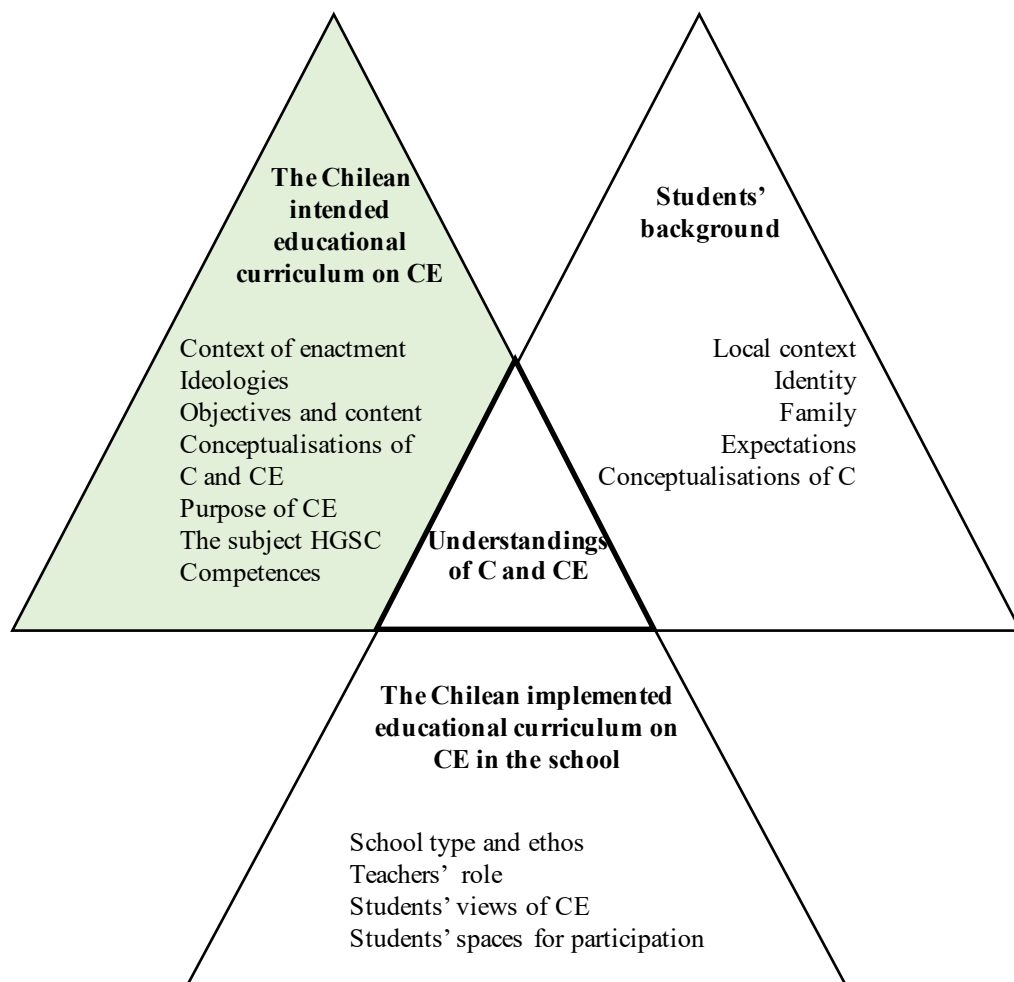 The Chilean
intended
educational
curriculum on CE
Context of enactment
Ideologies
Objectives and content
Conceptualisations of
C and CE
Purpose of CE
The subject HGSC
Competences
Students’
background
Local context
Identity
Family
Expectations
Conceptualisations of C
Understandings
of C and CE
The Chilean implemented
educational curriculum on
CE in the school
School type and ethos
Teachers’ role
Students’ views of CE
Students’ spaces for participation